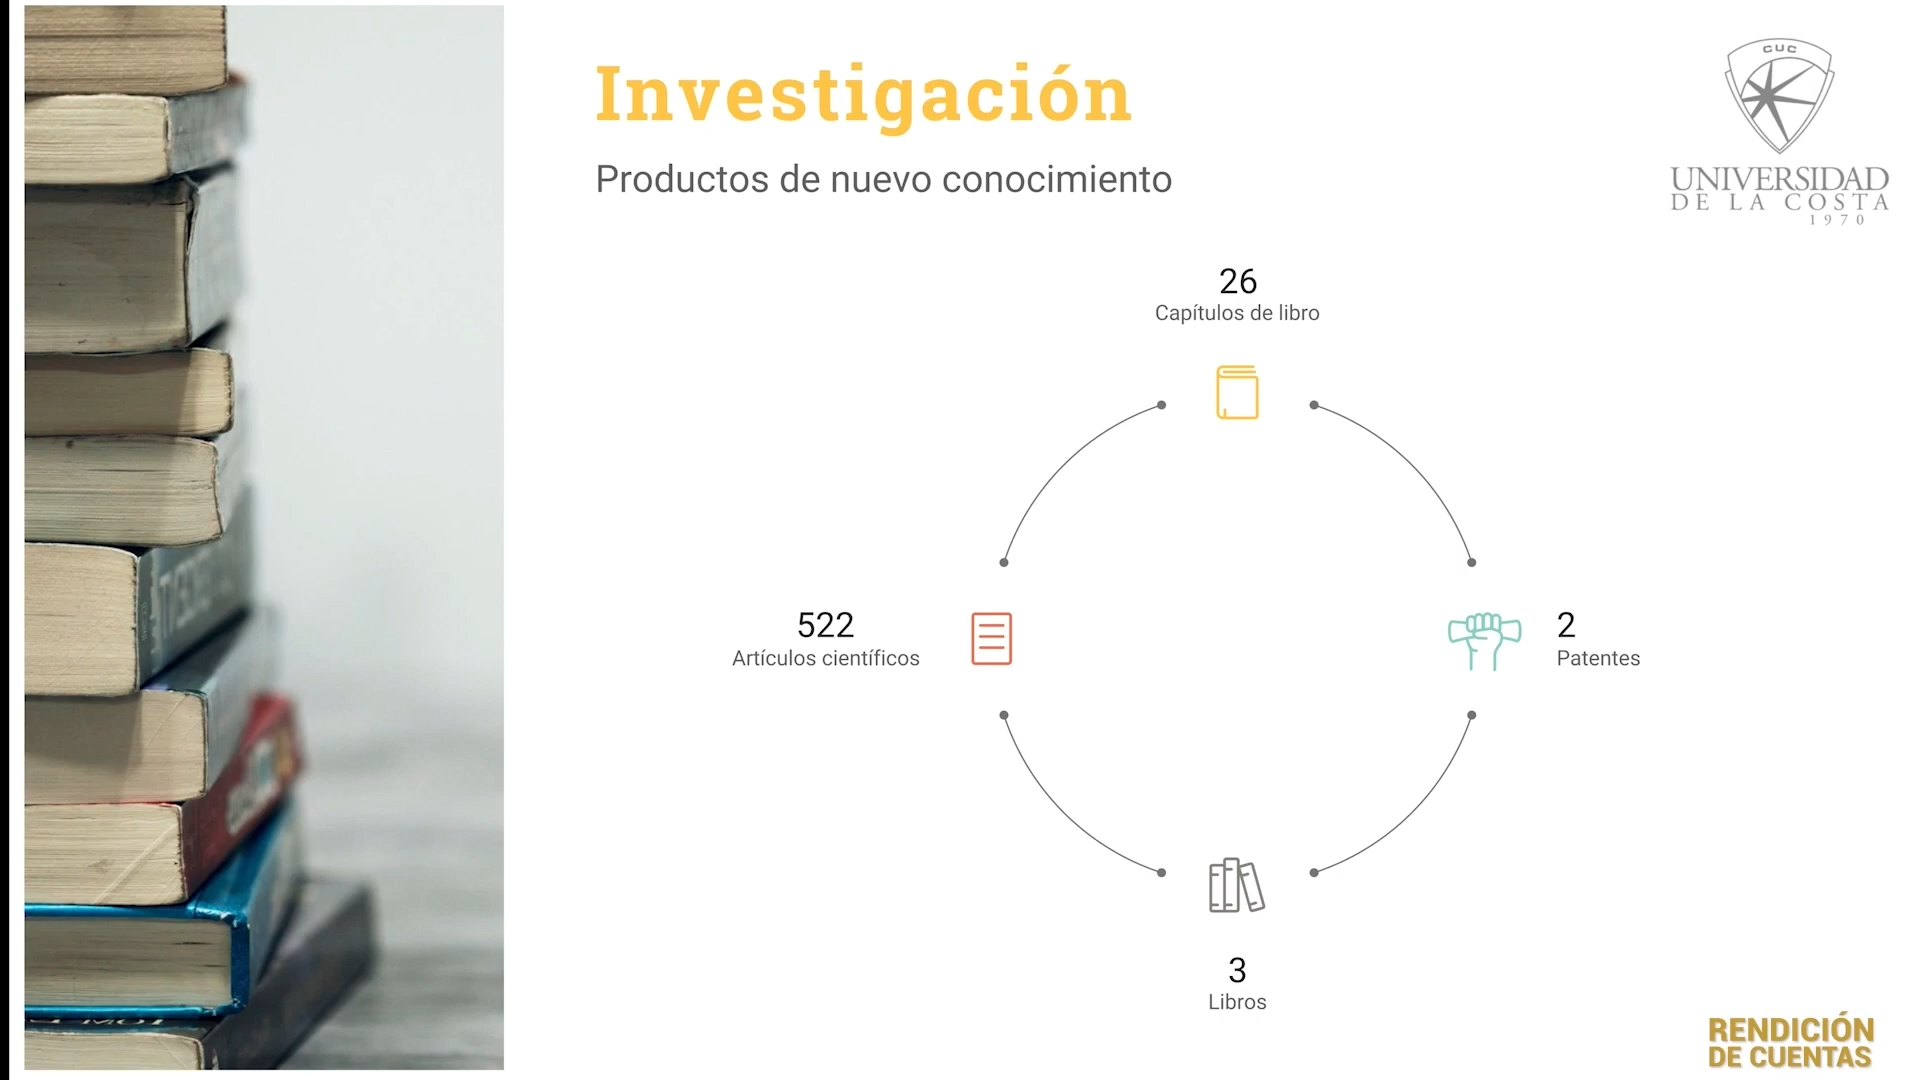 Investigación
Productos de nuevo conocimiento
CUC
UNIVERSIDAD
DE LA COSTA
1970
26
Capítulos de libro
522
Artículos científicos
2
Patentes
3
Libros
RENDICIÓN
DE CUENTAS